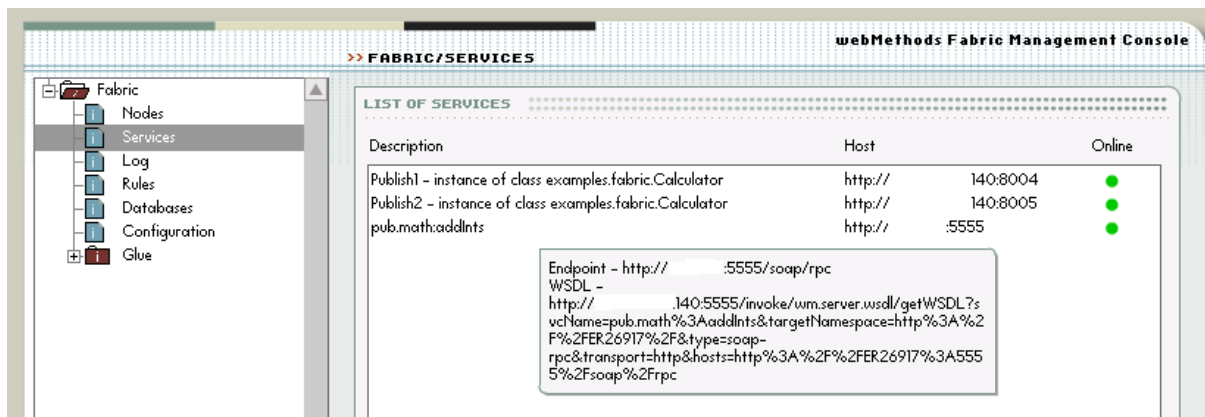 webMethods Fabric Management Console
>> FABRIC/SERVICES
Fabric
Nodes
Services
Log
Rules
Databases
Configuration
Glue
LIST OF SERVICES
Description Host Online
Publish1 - instance of class examples.fabric.Calculator http:// 140:8004
Publish2 - instance of class examples.fabric.Calculator http:// 140:8005
pub.math:addInts http:// :5555
Endpoint - http:// :5555/soap/rpc
WSDL -
http:// .140:5555/invoke/wm.server.wsdl/getWSDL?s
vcName=pub.math%3AaddInts&targetNamespace=http%3A%2
F%2FER26917%2F&type=soap-
rpc&transport=http&hosts=http%3A%2F%2FER26917%3A555
5%2Fsoap%2Frpc